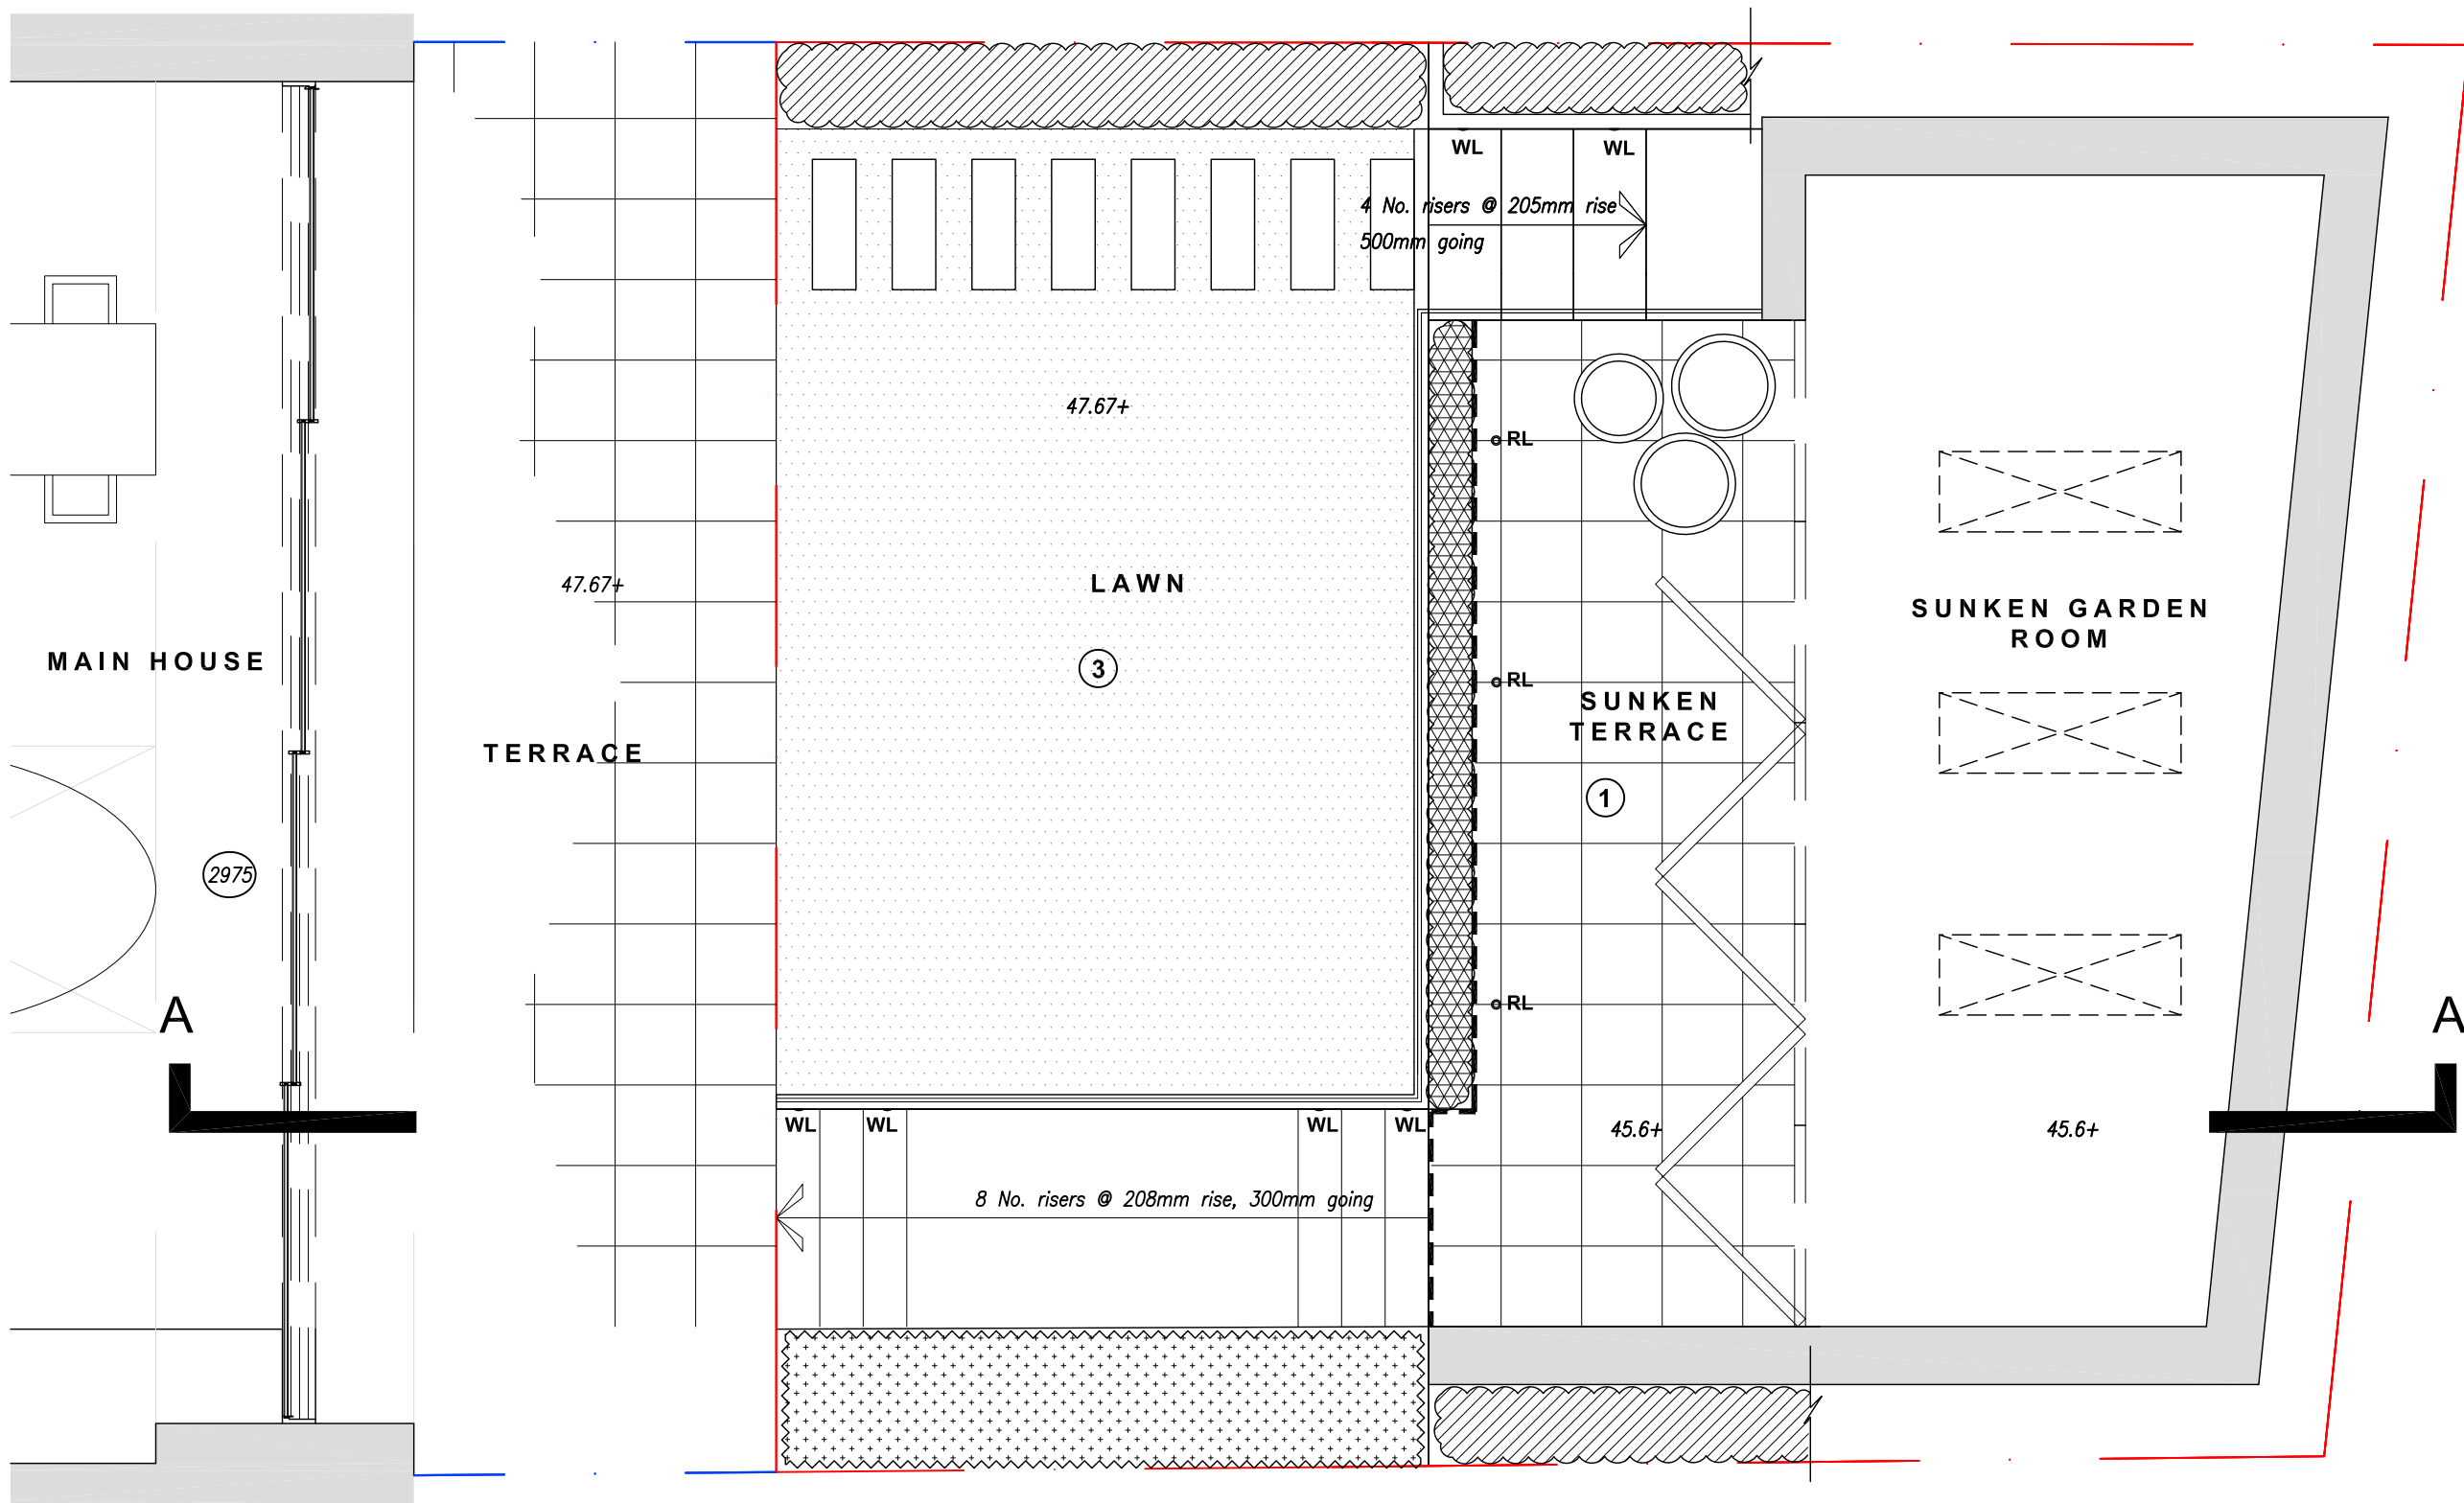 WL
WL
4 No. risers @ 205mm rise
500mm going
47.67+
RL
47.67+
LAWN
SUNKEN GARDEN
ROOM
MAIN HOUSE
3
RL
SUNKEN
TERRACE
TERRACE
1
2975
A
RL
A
WL
WL
WL
WL
45.6+
45.6+
8 No. risers @ 208mm rise, 300mm going